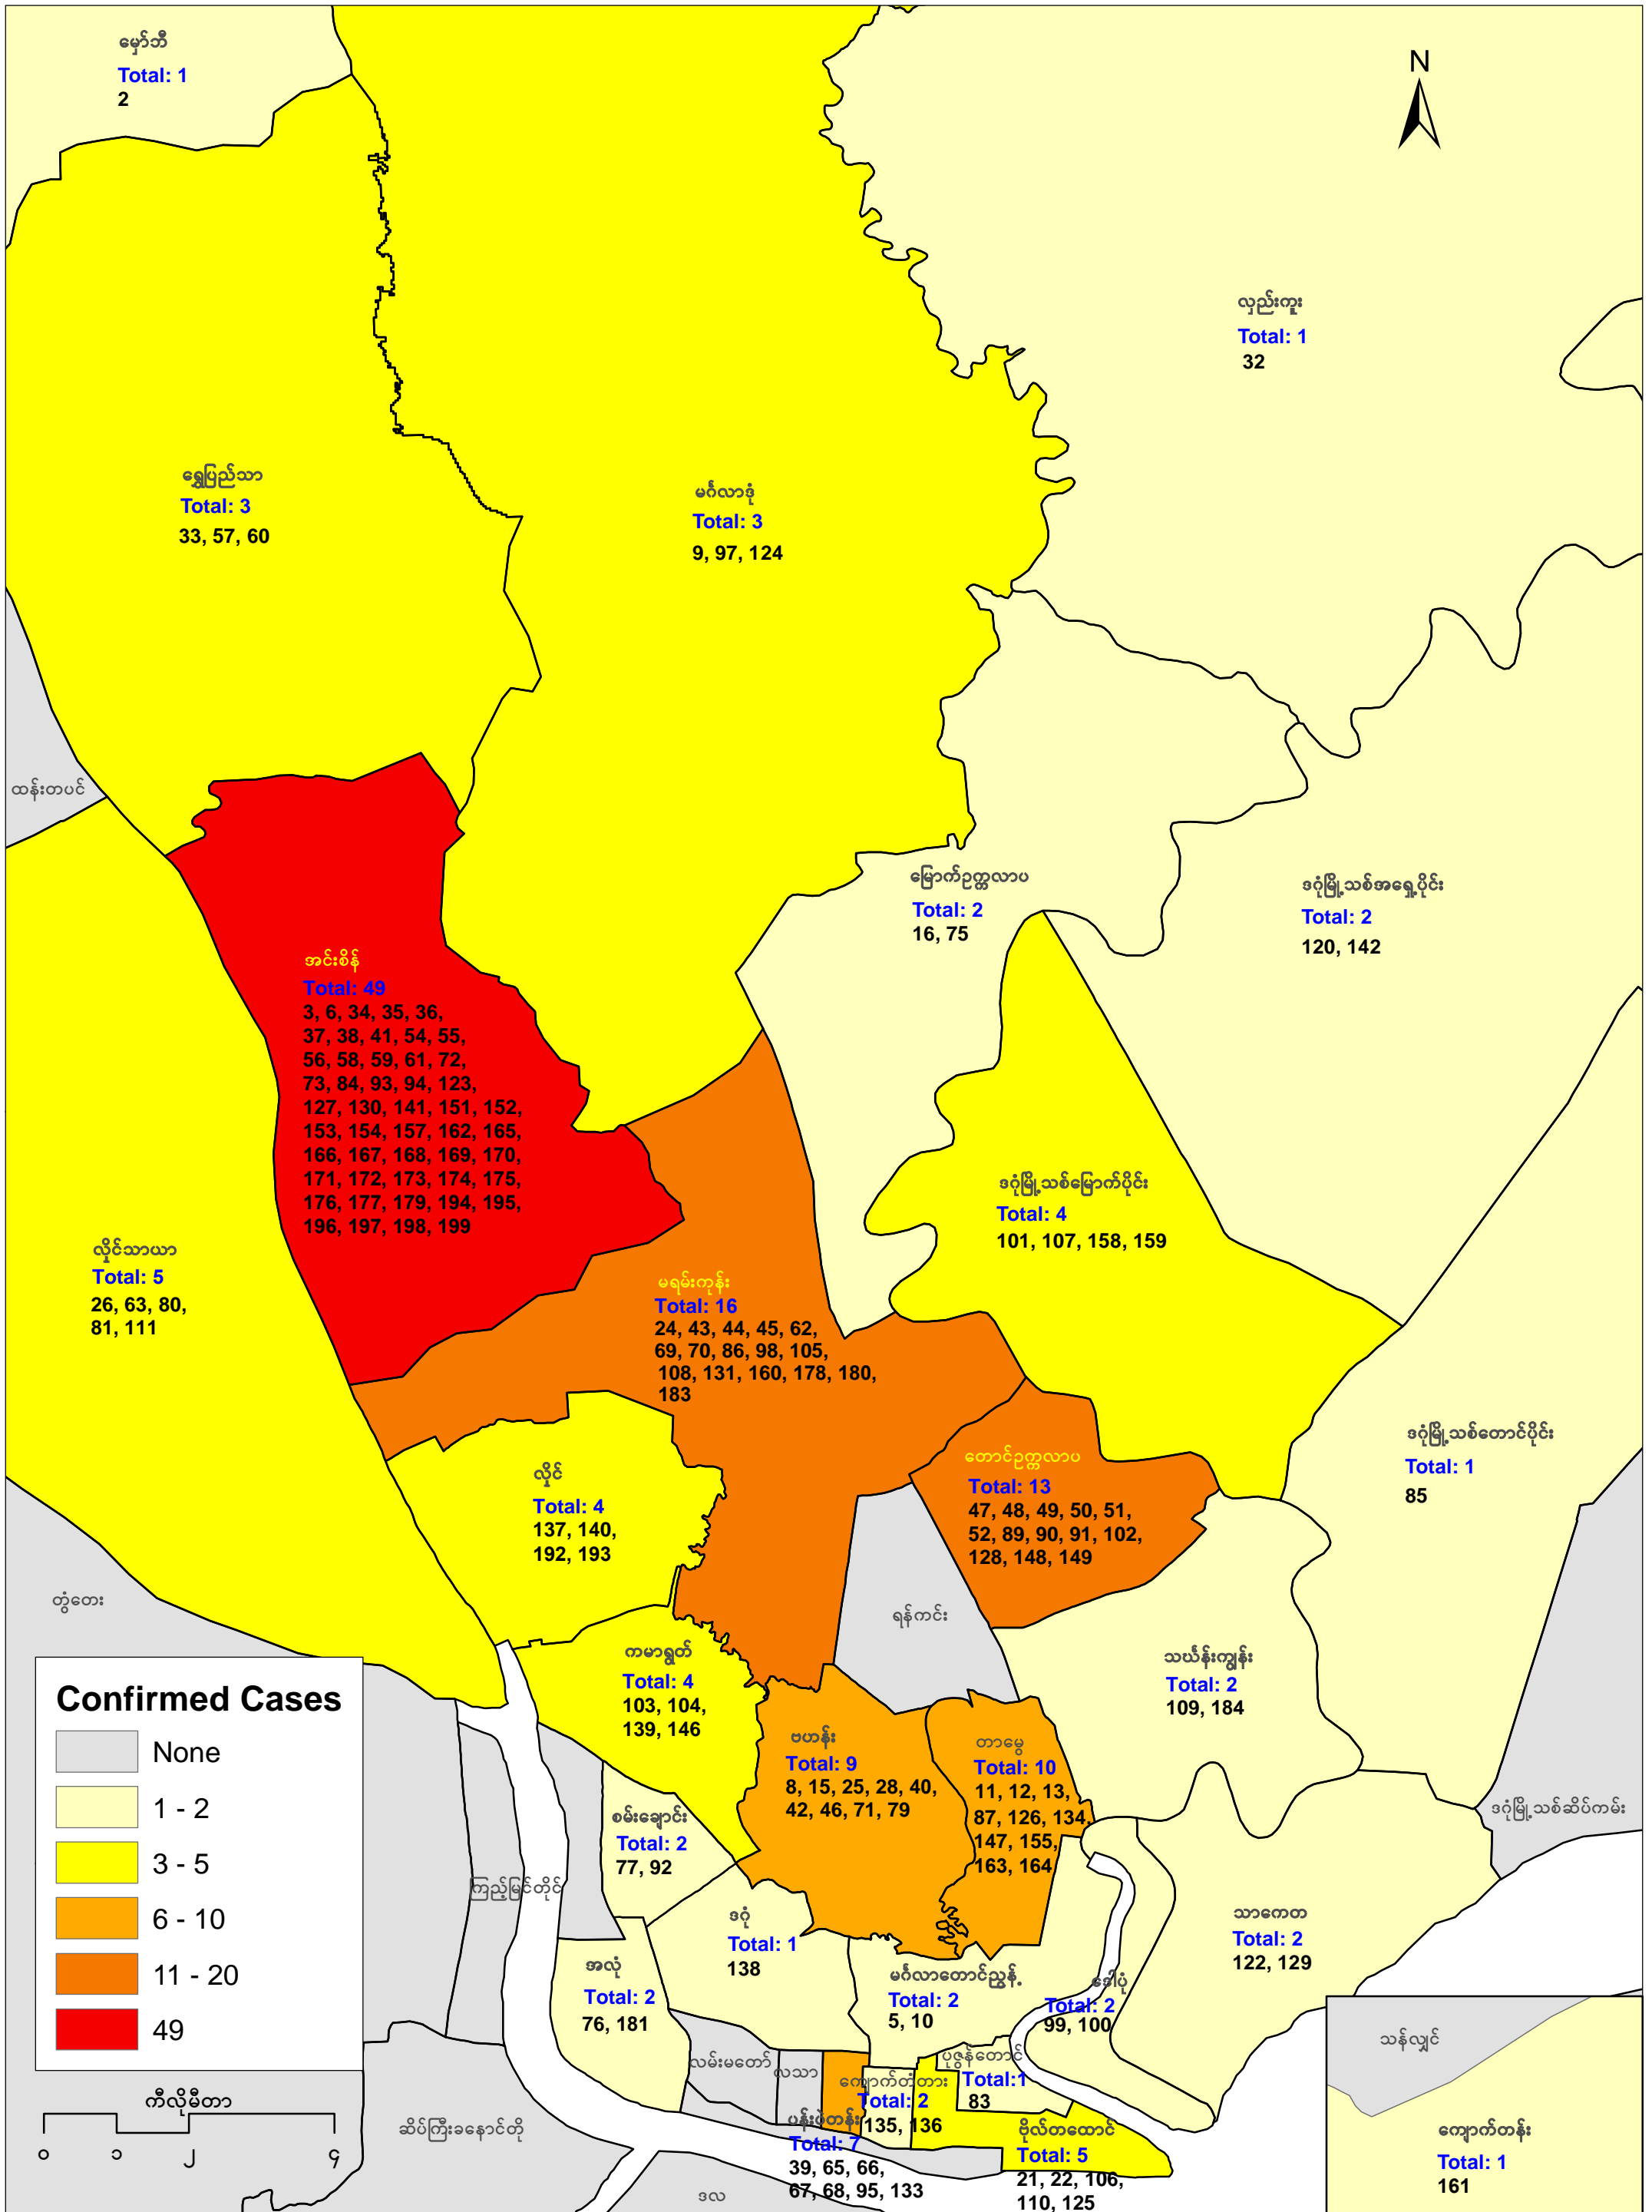 မှော်ဘီ
Total: 1
2
N
လှည်းကူး
Total: 1
32
ရွှေပြည်သာ
Total: 3
33, 57, 60
မင်္ဂလာဒုံ
Total: 3
9, 97, 124
ထန်းတပင်
မြောက်ဥက္ကလာပ
Total: 2
16, 75
ဒဂုံမြို့သစ်အရှေ့ပိုင်း
Total: 2
120, 142
အင်းစိန်
Total: 49
3, 6, 34, 35, 36,
37, 38, 41, 54, 55,
56, 58, 59, 61, 72,
73, 84, 93, 94, 123,
127, 130, 141, 151, 152,
153, 154, 157, 162, 165,
166, 167, 168, 169, 170,
171, 172, 173, 174, 175,
176, 177, 179, 194, 195,
196, 197, 198, 199
ဒဂုံမြို့သစ်မြောက်ပိုင်း
Total: 4
101, 107, 158, 159
လှိုင်သာယာ
Total: 5
26, 63, 80,
81, 111
မရမ်းကုန်း
Total: 16
24, 43, 44, 45, 62,
69, 70, 86, 98, 105,
108, 131, 160, 178, 180,
183
ဒဂုံမြို့သစ်တောင်ပိုင်း
Total: 1
85
တောင်ဥက္ကလာပ
Total: 13
47, 48, 49, 50, 51,
52, 89, 90, 91, 102,
128, 148, 149
လှိုင်
Total: 4
137, 140,
192, 193
တွံတေး
ရန်ကင်း
ကမာရွတ်
Total: 4
103, 104,
139, 146
သင်္ဃန်းကျွန်း
Total: 2
109, 184
ဗဟန်း
Total: 9
8, 15, 25, 28, 40,
42, 46, 71, 79
တာမွေ
Total: 10
11, 12, 13,
87, 126, 134,
147, 155,
163, 164
ဒဂုံမြို့သစ်ဆိပ်ကမ်း
စမ်းချောင်း
Total: 2
77, 92
ကြည့်မြင်တိုင်
ဒဂုံ
Total: 1
138
သာကေတ
Total: 2
122, 129
အလုံ
Total: 2
76, 181
မင်္ဂလာတောင်ညွန့်
Total: 2
5, 10
ဒေါပုံ
Total: 2
99, 100
လမ်းမတော်
လသာ
ကျောက်တံတား
Total: 2
135, 136
ပုဇွန်တောင်
Total:1
83
ပန်းဘဲတန်း
Total: 7
39, 65, 66,
67, 68, 95, 133
ဗိုလ်တထောင်
Total: 5
21, 22, 106,
110, 125
ဆိပ်ကြီးခနောင်တို
ဒလ
သန်လျှင်
ကျောက်တန်း
Total: 1
161
Confirmed Cases
None
1 - 2
3 - 5
6 - 10
11 - 20
49
ကီလိုမီတာ
၀ ၁ ၂ ၄